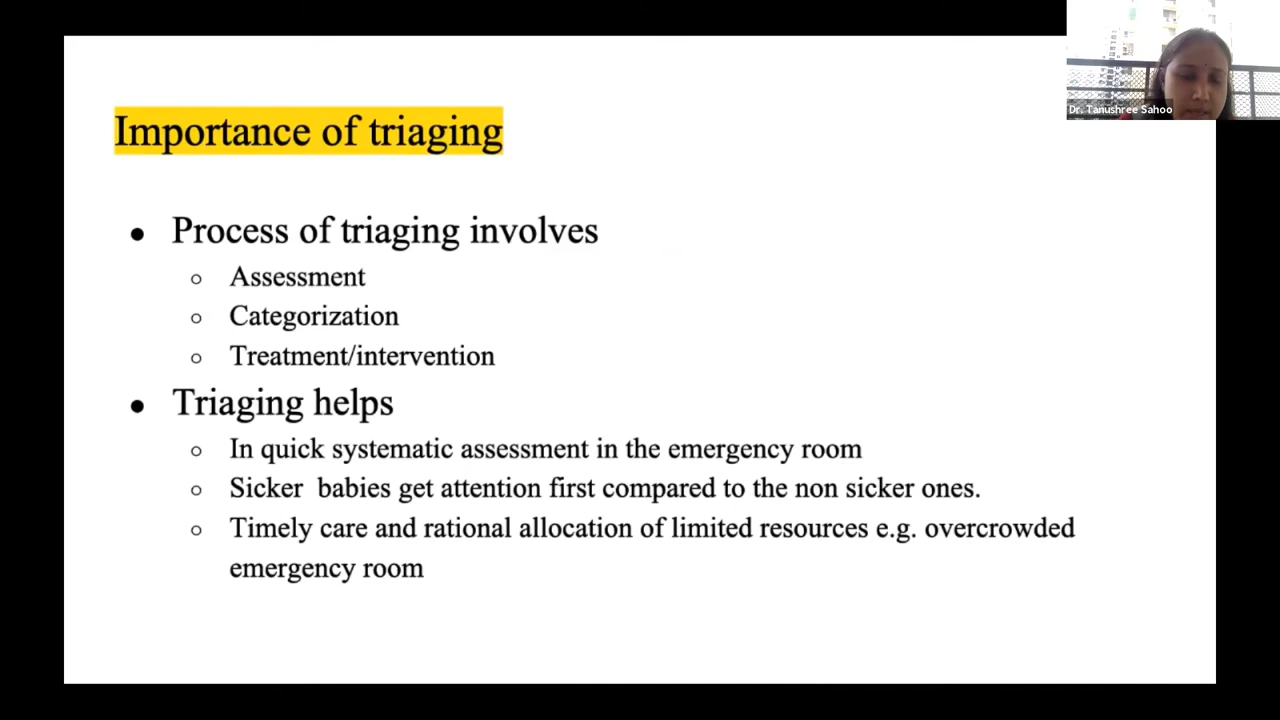 Dr. Tanushree Sahoo
Importance of triaging
● Process of triaging involves
○ Assessment
○ Categorization
○ Treatment/intervention
● Triaging helps
○ In quick systematic assessment in the emergency room
○ Sicker  babies get attention first compared to the non sicker ones.
○ Timely care and rational allocation of limited resources e.g. overcrowded
emergency room